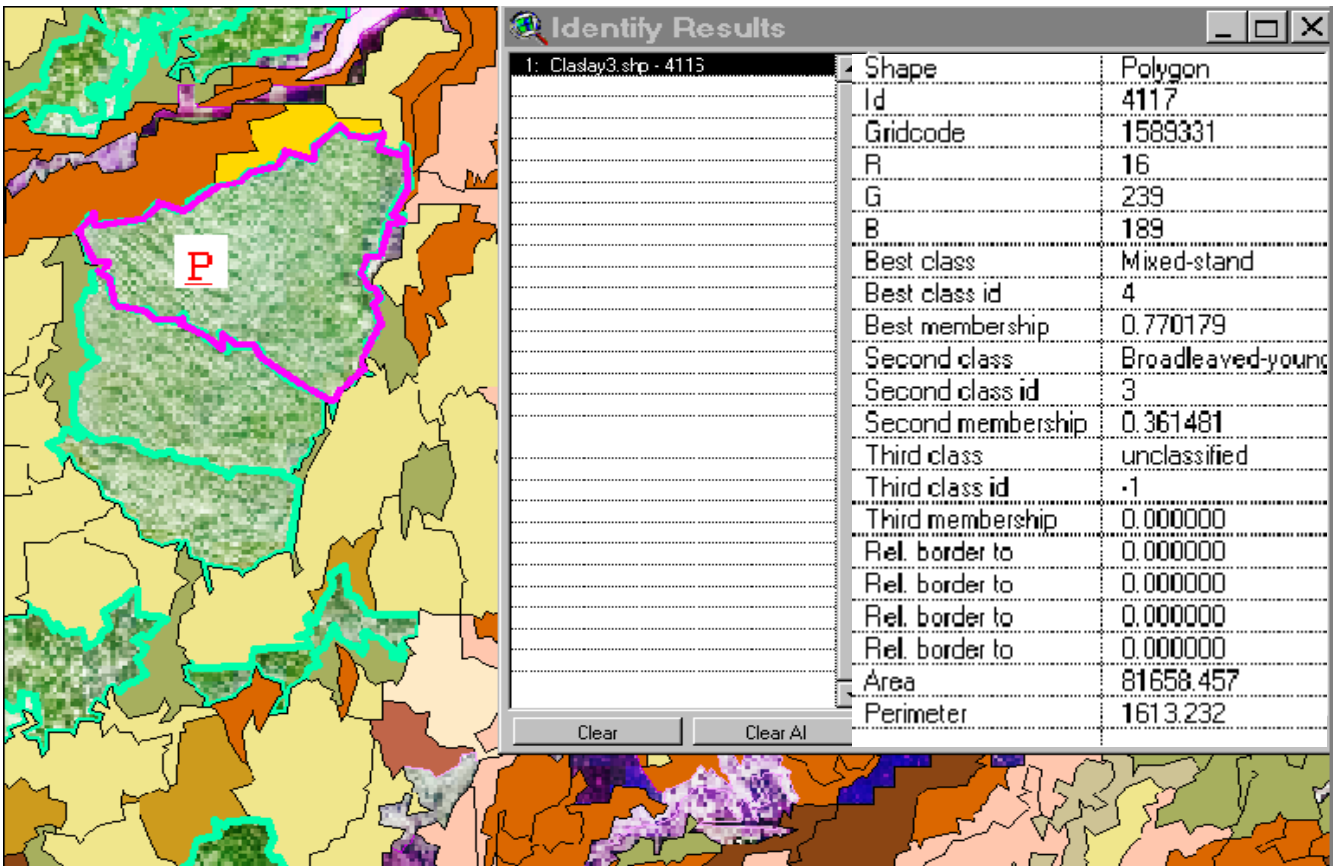 Identify Results
1: Claslay3.shp - 4116
Shape Polygon
Id 4117
Gridcode 1589331
R 16
G 239
B 189
Best class Mixed-stand
Best class id 4
Best membership 0.770179
Second class Broadleaved-young
Second class id 3
Second membership 0.361481
Third class unclassified
Third class id -1
Third membership 0.000000
Rel. border to 0.000000
Rel. border to 0.000000
Rel. border to 0.000000
Rel. border to 0.000000
Area 81658.457
Perimeter 1613.232
Clear Clear Al
P